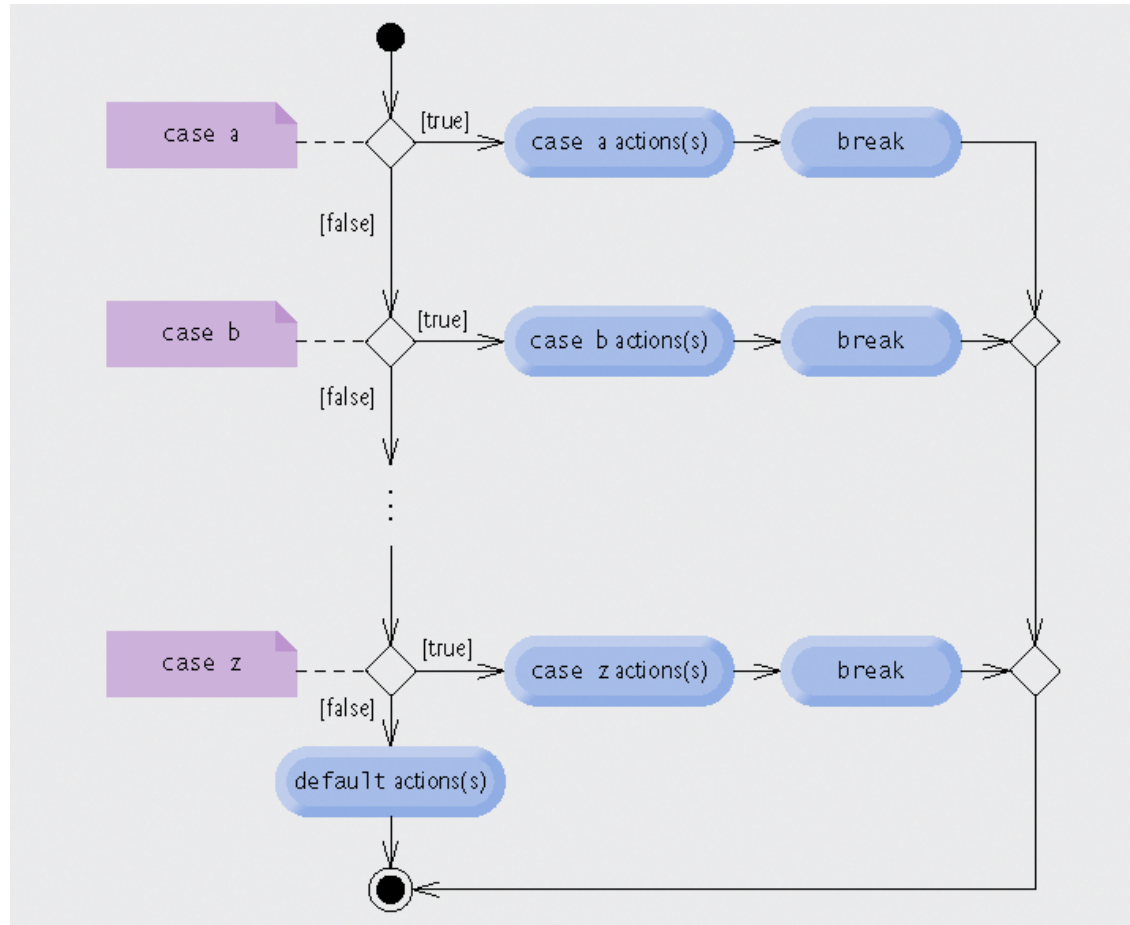 case a
[true]
case a actions(s)
break
[false]
case b
[true]
case b actions(s)
break
[false]
case z
[true]
case z actions(s)
break
[false]
default actions(s)